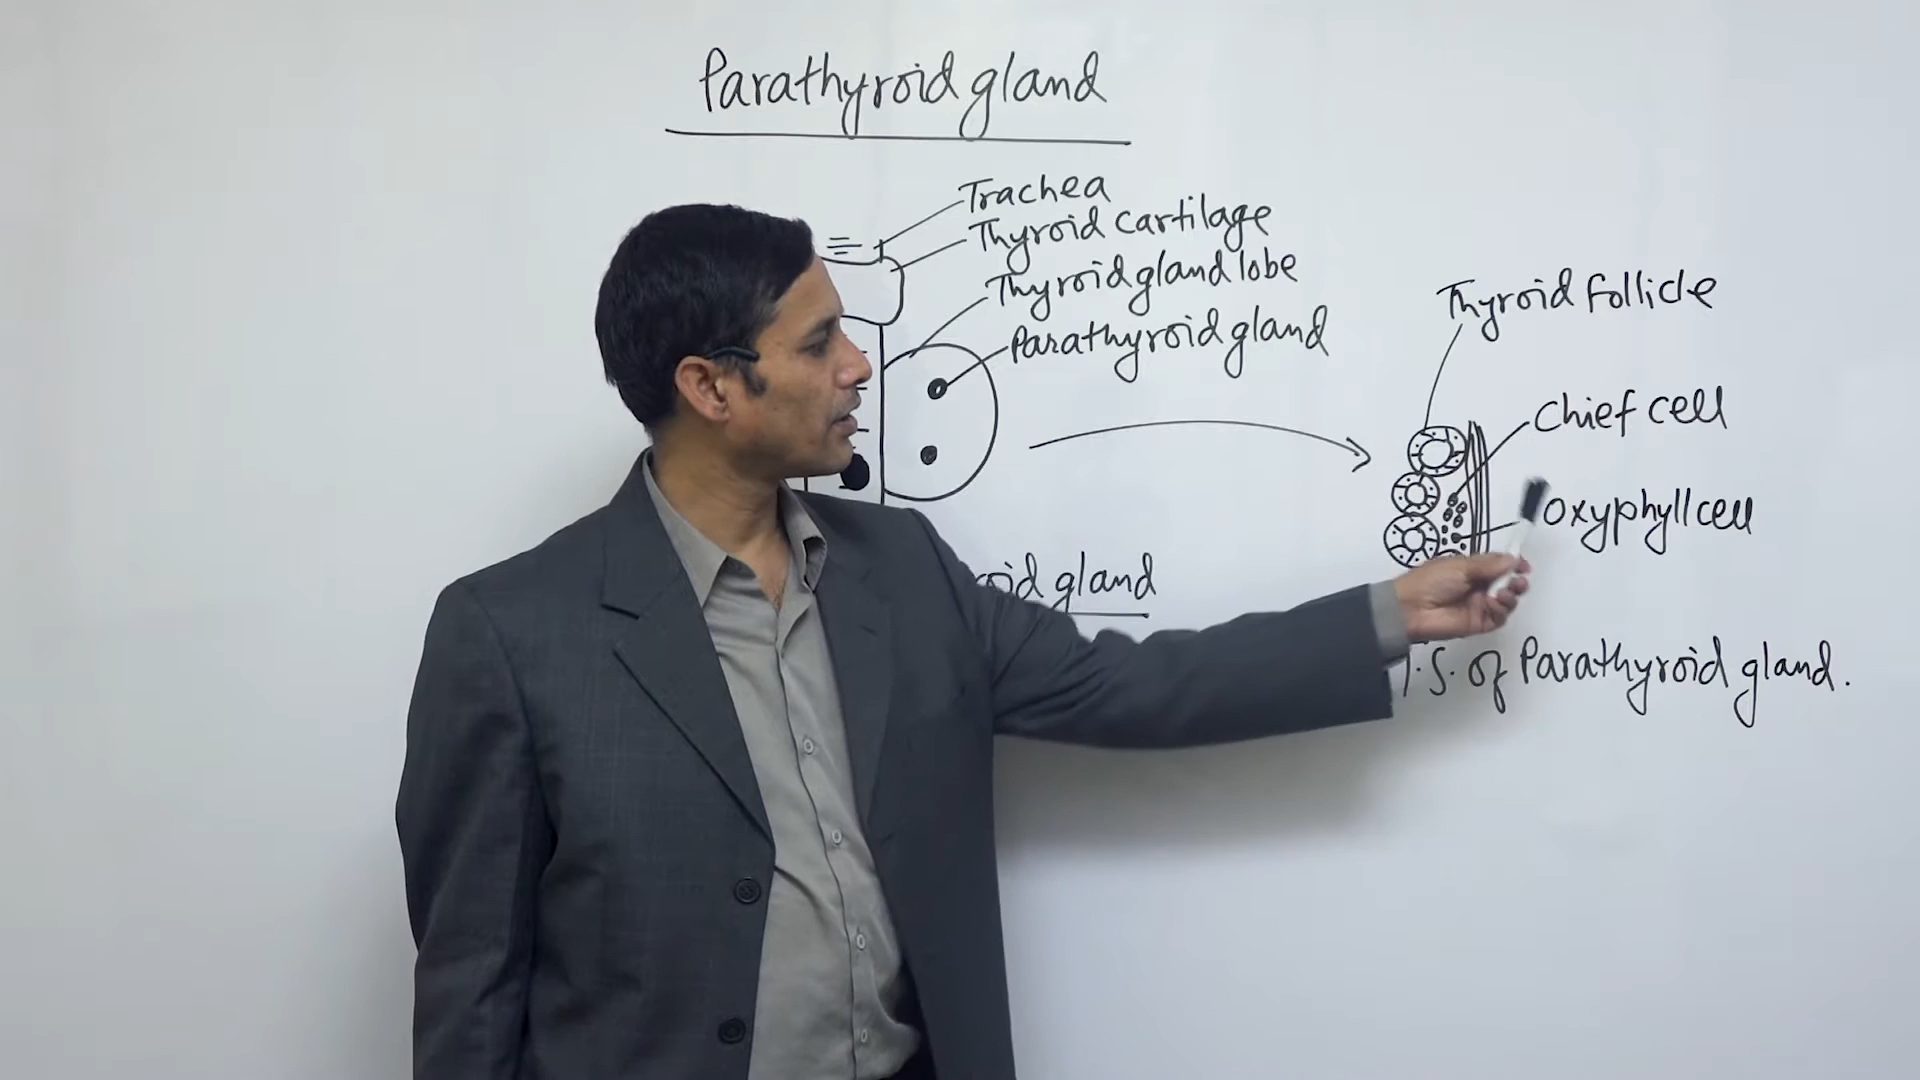 Parathyroid gland
Trachea
Thyroid cartilage
Thyroid gland lobe
Parathyroid gland
Thyroid follicle
Chief cell
Oxyphyll cell
gland
T.S. of Parathyroid gland.